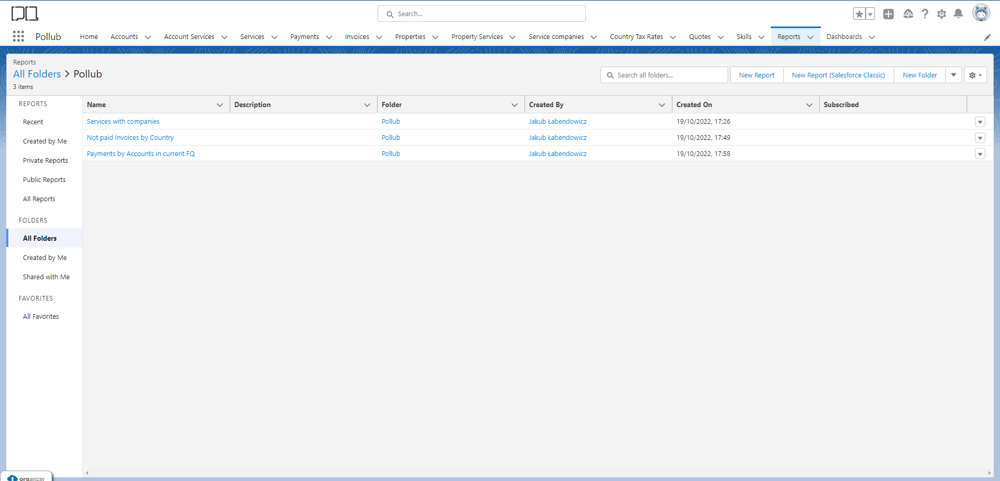 Search...
Pollub
Home
Accounts
Account Services
Services
Payments
Invoices
Properties
Property Services
Service companies
Country Tax Rates
Quotes
Skills
Reports
Dashboards
Reports
All Folders > Pollub
3 items
Search all folders...
New Report
New Report (Salesforce Classic)
New Folder
REPORTS
Recent
Created by Me
Private Reports
Public Reports
All Reports
FOLDERS
All Folders
Created by Me
Shared with Me
FAVORITES
All Favorites
Name Description Folder Created By Created On Subscribed
Services with companies Pollub Jakub Łabendowicz 19/10/2022, 17:26
Not paid Invoices by Country Pollub Jakub Łabendowicz 19/10/2022, 17:49
Payments by Accounts in current FQ Pollub Jakub Łabendowicz 19/10/2022, 17:58
organizer